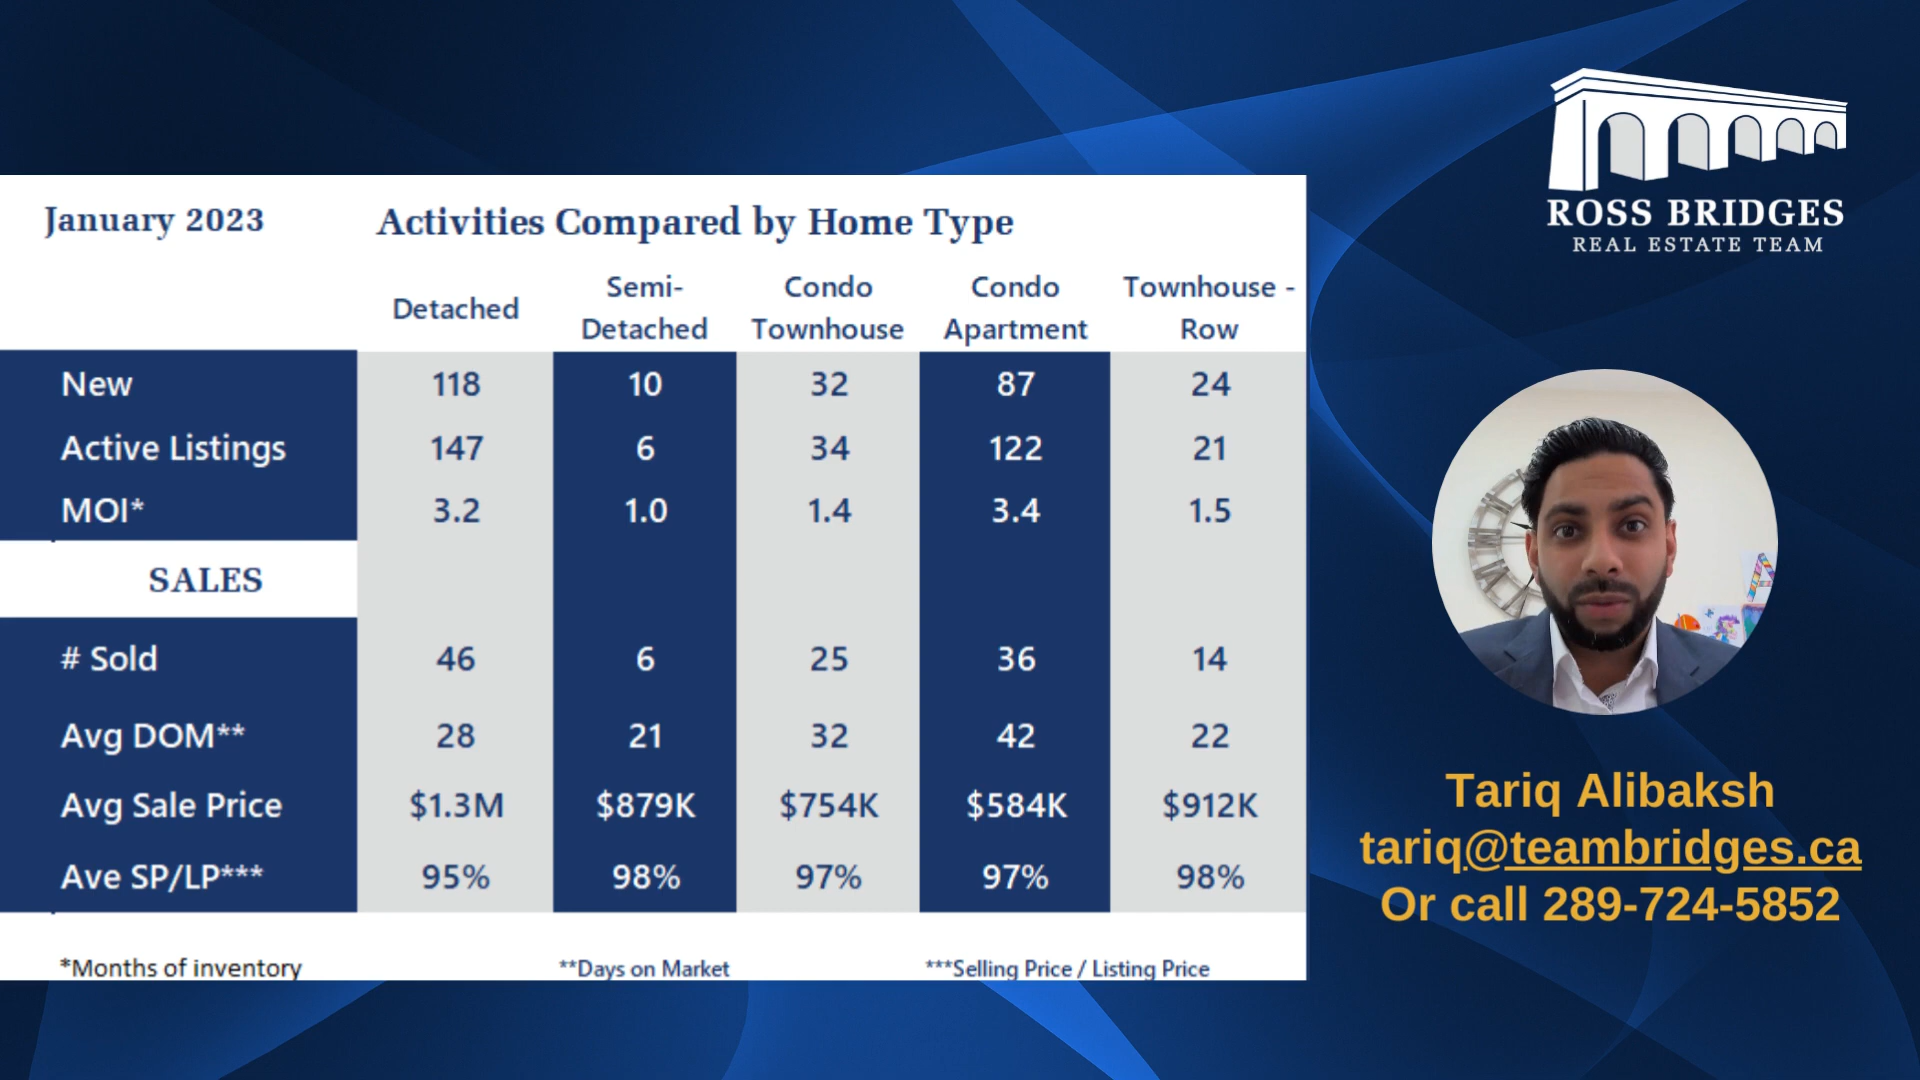 January 2023
Activities Compared by Home Type
Detached
Semi-
Detached
Condo
Townhouse
Condo
Apartment
Townhouse -
Row
New 118 10 32 87 24
Active Listings 147 6 34 122 21
MOI* 3.2 1.0 1.4 3.4 1.5
SALES
# Sold 46 6 25 36 14
Avg DOM** 28 21 32 42 22
Avg Sale Price $1.3M $879K $754K $584K $912K
Ave SP/LP*** 95% 98% 97% 97% 98%
*Months of inventory **Days on Market ***Selling Price / Listing Price
ROSS BRIDGES
REAL ESTATE TEAM
Tariq Alibaksh
tariq@teambridges.ca
Or call 289-724-5852